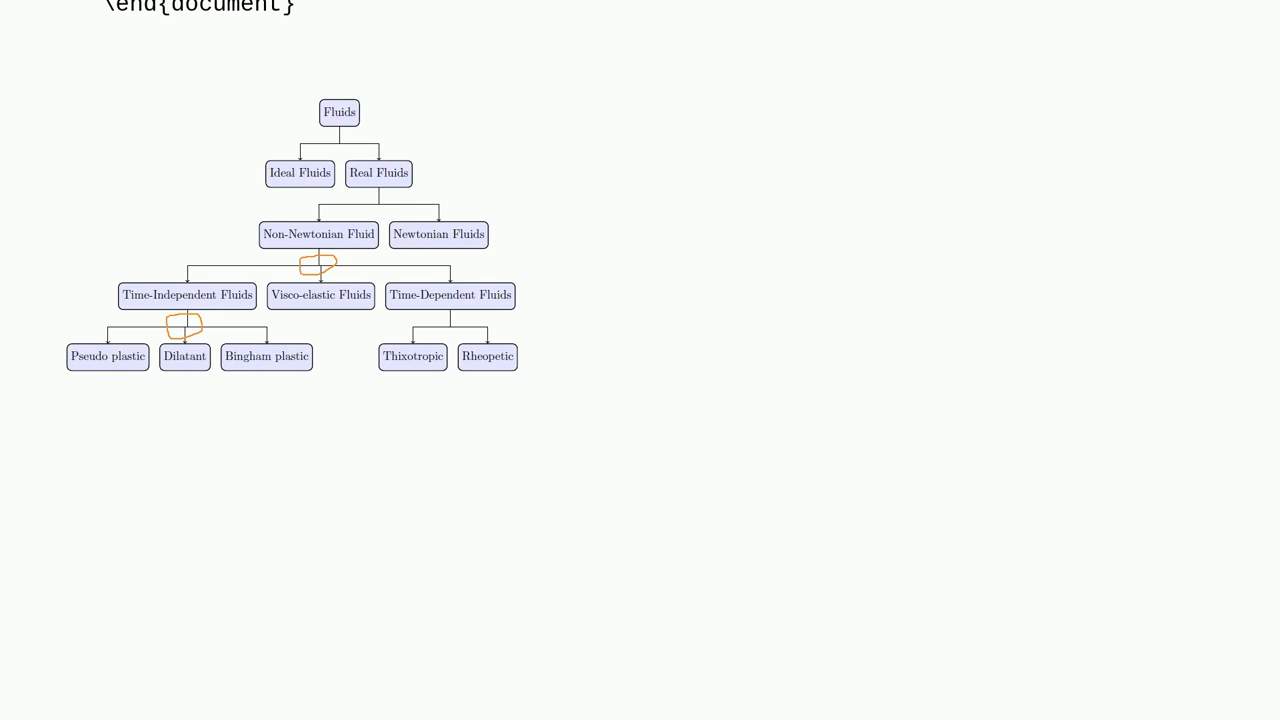 \end{document}
Fluids
Ideal Fluids Real Fluids
Non-Newtonian Fluid Newtonian Fluids
Time-Independent Fluids Visco-elastic Fluids Time-Dependent Fluids
Pseudo plastic Dilatant Bingham plastic Thixotropic Rheopetic